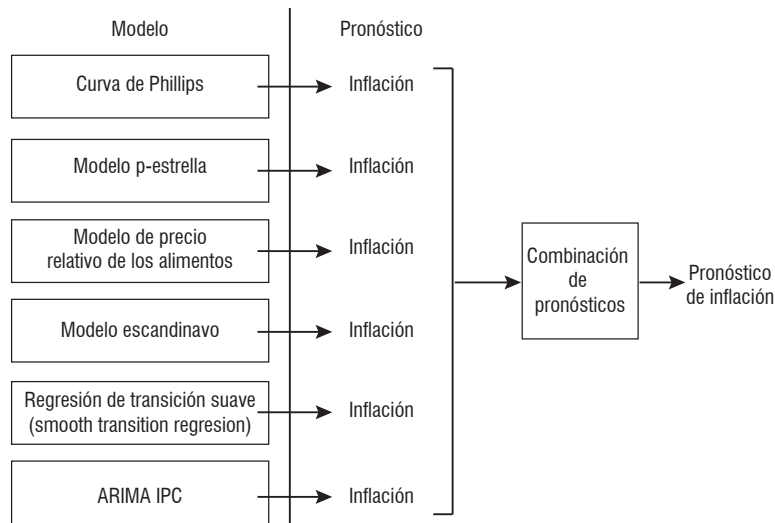 Modelo
Pronóstico
Curva de Phillips
Inflación
Modelo p-estrella
Inflación
Modelo de precio
relativo de los alimentos
Inflación
Modelo escandinavo
Inflación
Regresión de transición suave
(smooth transition regresion)
Inflación
ARIMA IPC
Inflación
Combinación
de
pronósticos
Pronóstico
de inflación